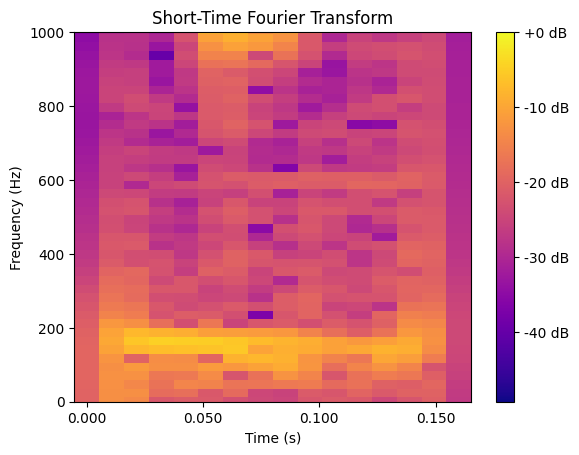 Short-Time Fourier Transform
1000
800
600
400
200
0
Frequency (Hz)
0.000
0.050
0.100
0.150
Time (s)
+0 dB
-10 dB
-20 dB
-30 dB
-40 dB